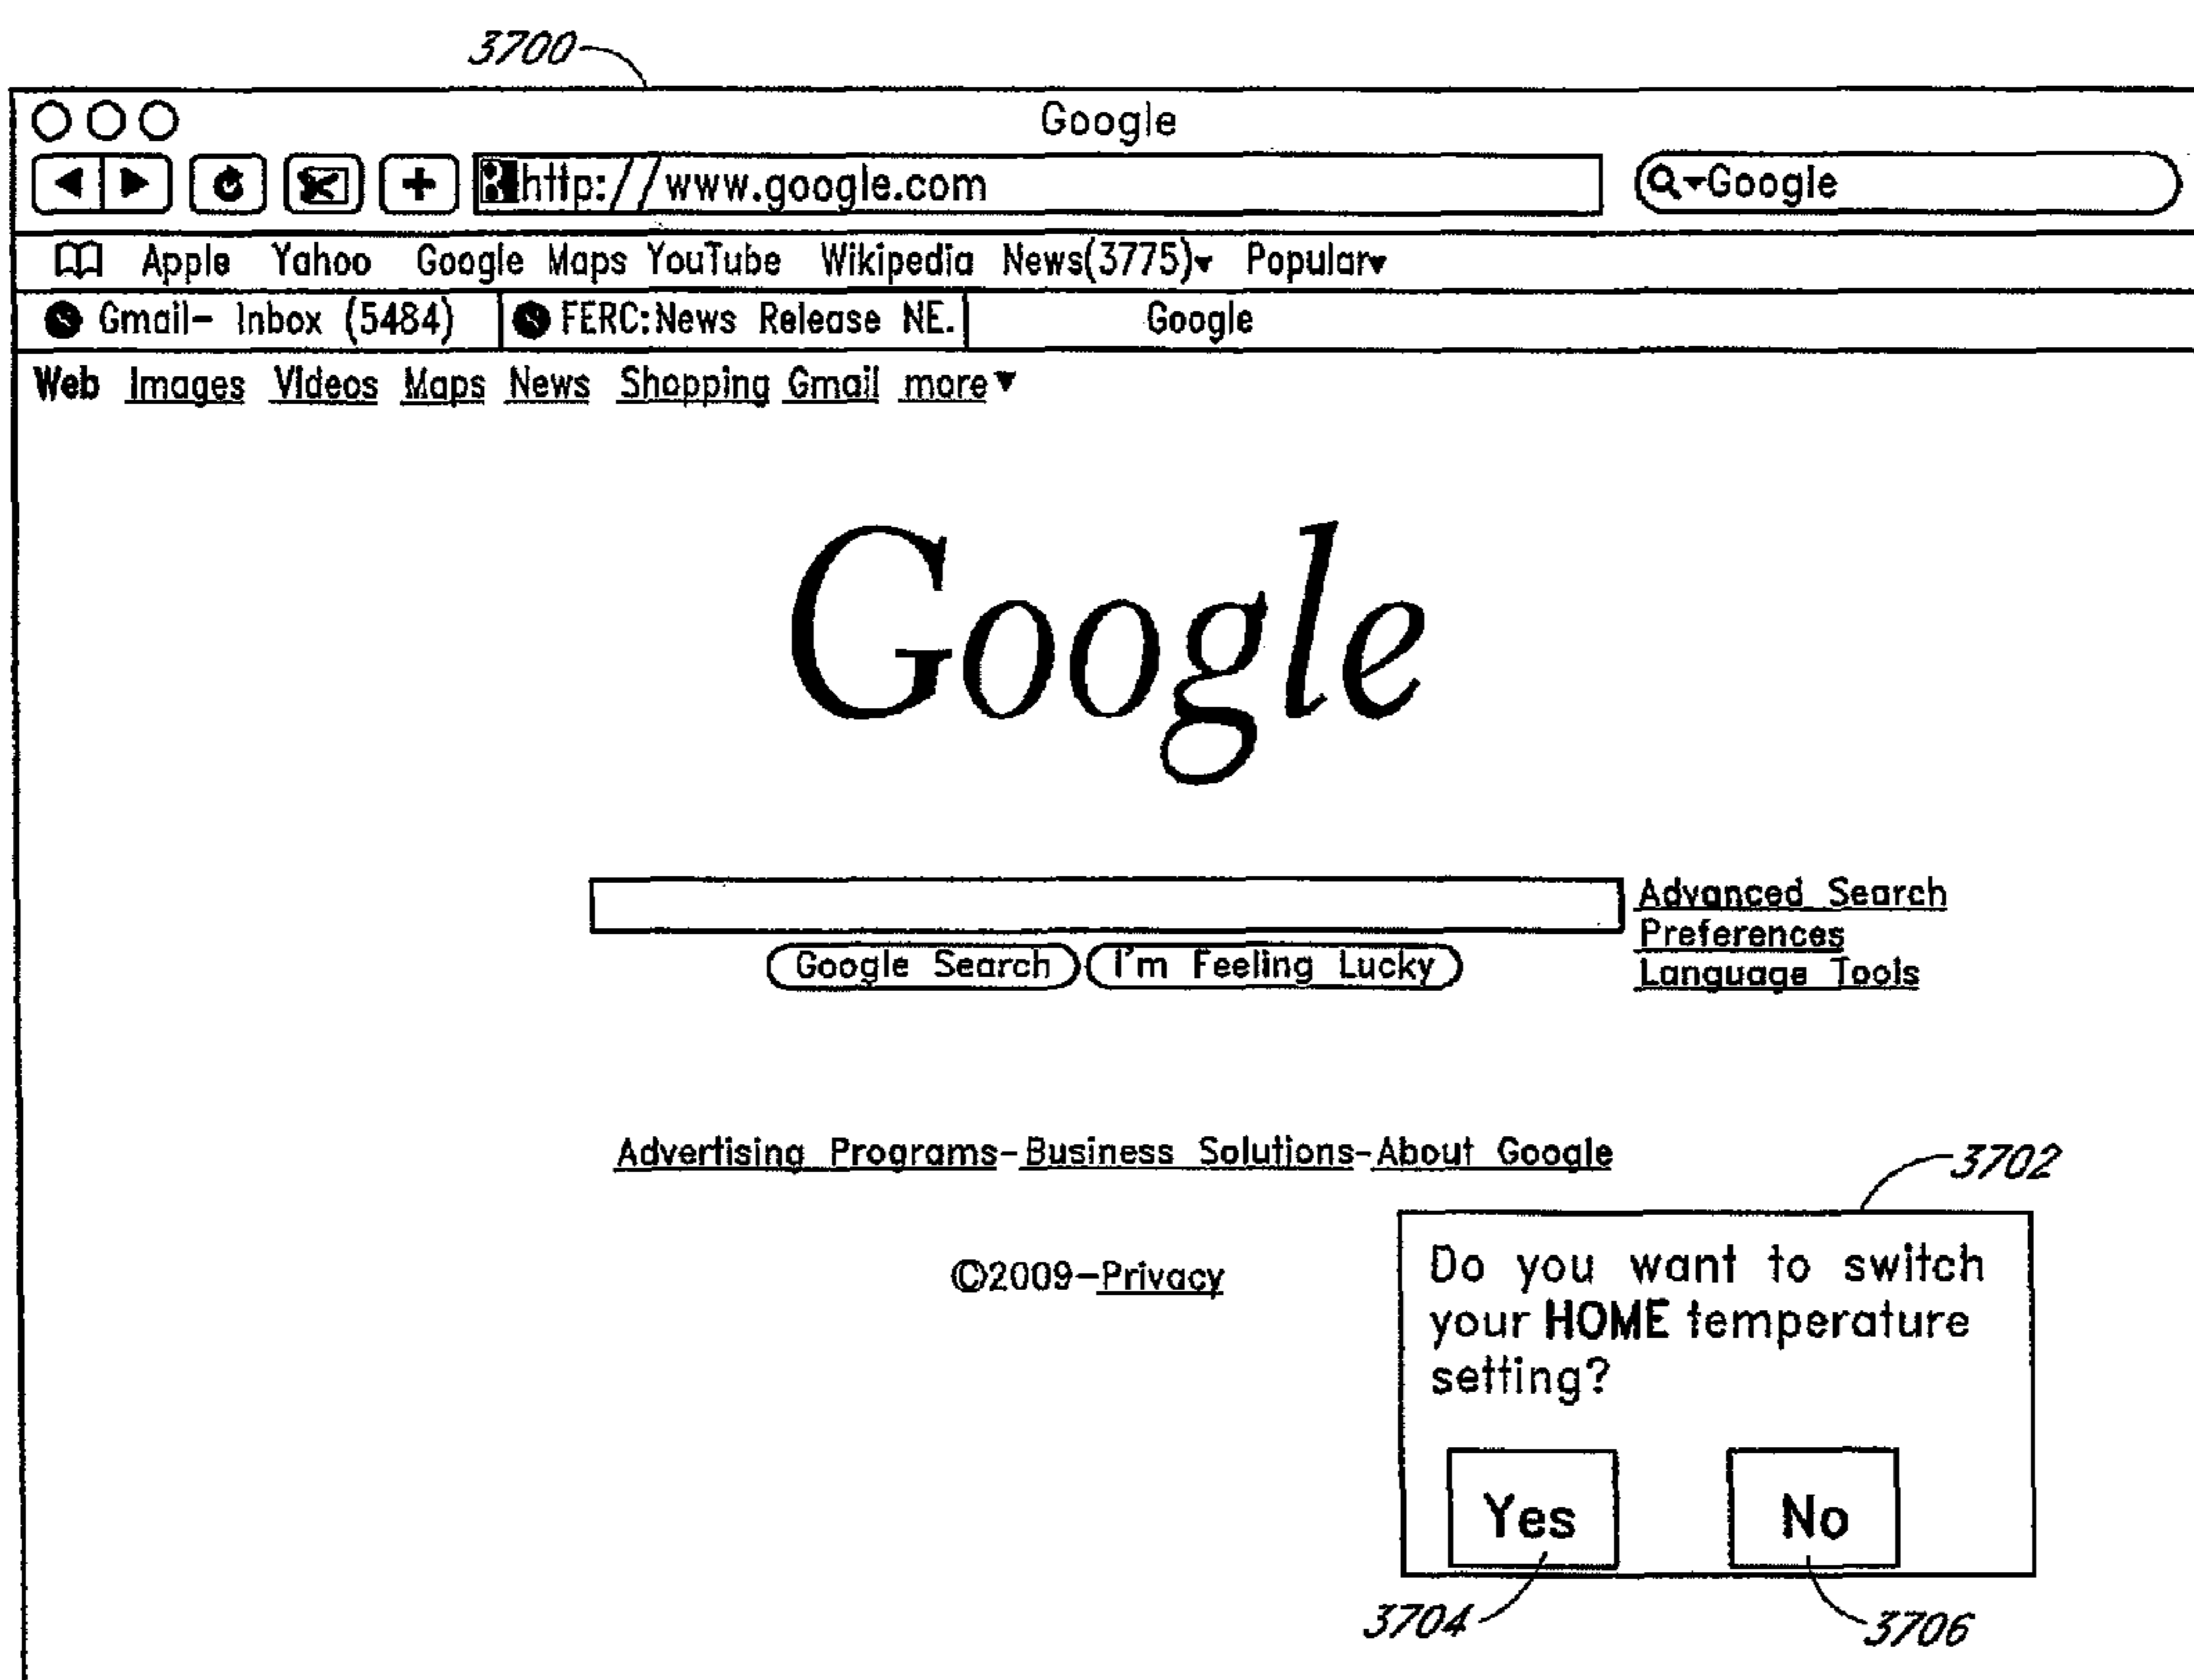 3700
Google
http://www.google.com
Google
Apple Yahoo Google Maps YouTube Wikipedia News(3775) Popular
Gmail- Inbox (5484) FERC:News Release NE. Google
Web Images Videos Maps News Shopping Gmail more
Google
Advanced Search
Preferences
Language Tools
Google Search I'm Feeling Lucky
Advertising Programs-Business Solutions-About Google
3702
©2009-Privacy
Do you want to switch
your HOME temperature
setting?
Yes No
3704 3706